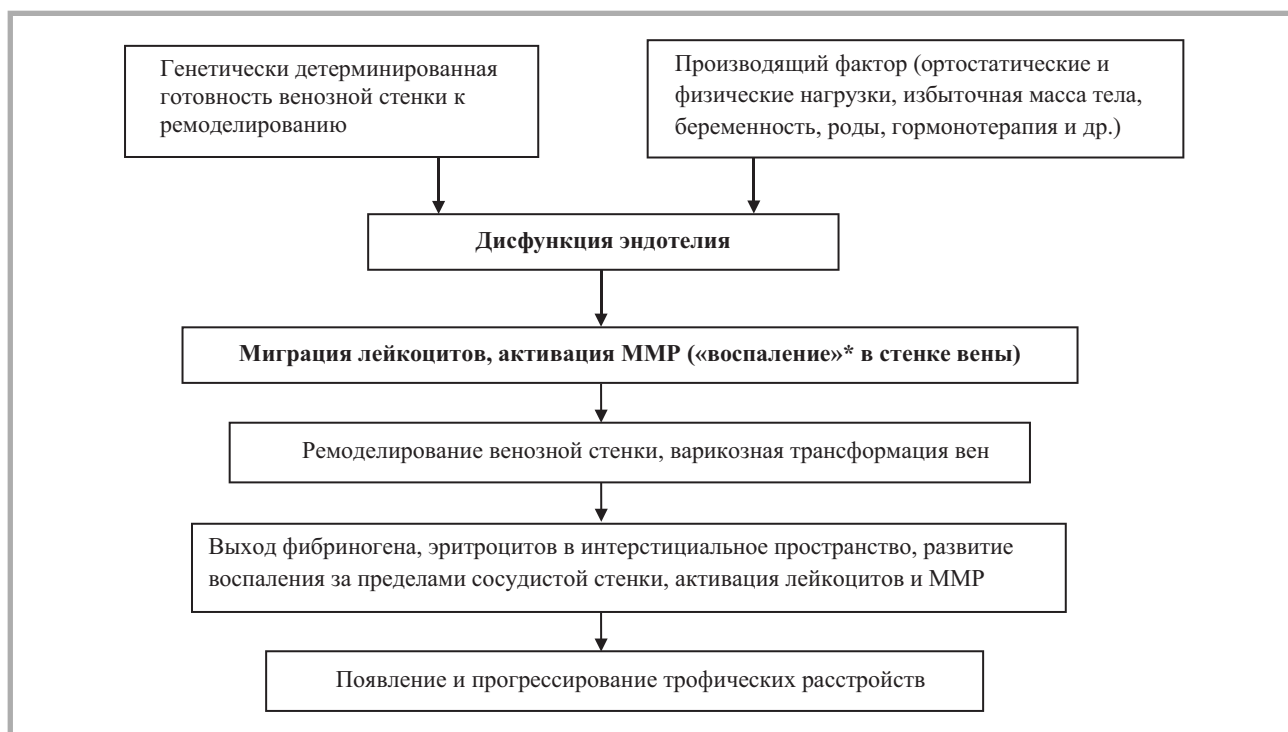 Генетически детерминированная
готовность венозной стенки к
ремоделированию
Производящий фактор (ортостатические и
физические нагрузки, избыточная масса тела,
беременность, роды, гормонотерапия и др.)
Дисфункция эндотелия
Миграция лейкоцитов, активация ММР («воспаление»* в стенке вены)
Ремоделирование венозной стенки, варикозная трансформация вен
Выход фибриногена, эритроцитов в интерстициальное пространство, развитие
воспаления за пределами сосудистой стенки, активация лейкоцитов и ММР
Появление и прогрессирование трофических расстройств